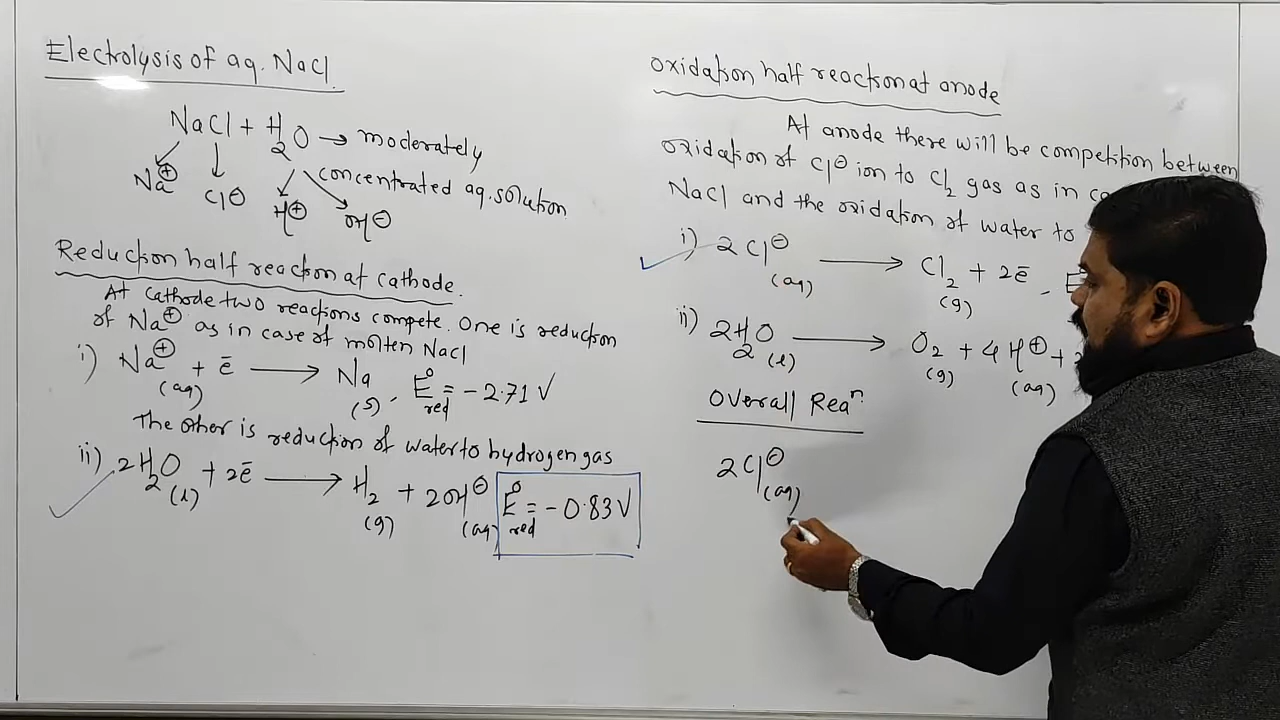 Electrolysis of aq. NaCl.
NaCl + H₂O → moderately
concentrated aq. solution
Na⊕ Cl⊖ H⊕ OH⊖
Reduction half reaction at cathode.
At cathode two reactions compete. One is reduction
of Na⊕ as in case of molten NaCl
i) Na⊕(aq) + ē → Na(s). E°red = -2.71 V
The other is reduction of water to hydrogen gas
ii) 2H₂O(l) + 2ē → H₂(g) + 2OH⊖(aq) E°red = -0.83 V
Oxidation half reaction at anode
At anode there will be competition between
oxidation of Cl⊖ ion to Cl₂ gas as in
NaCl and the oxidation of water to
i) 2Cl⊖(aq) → Cl₂(g) + 2ē.
ii) 2H₂O(l) → O₂(g) + 4H⊕(aq) +
Overall Reaⁿ.
2Cl⊖(aq)